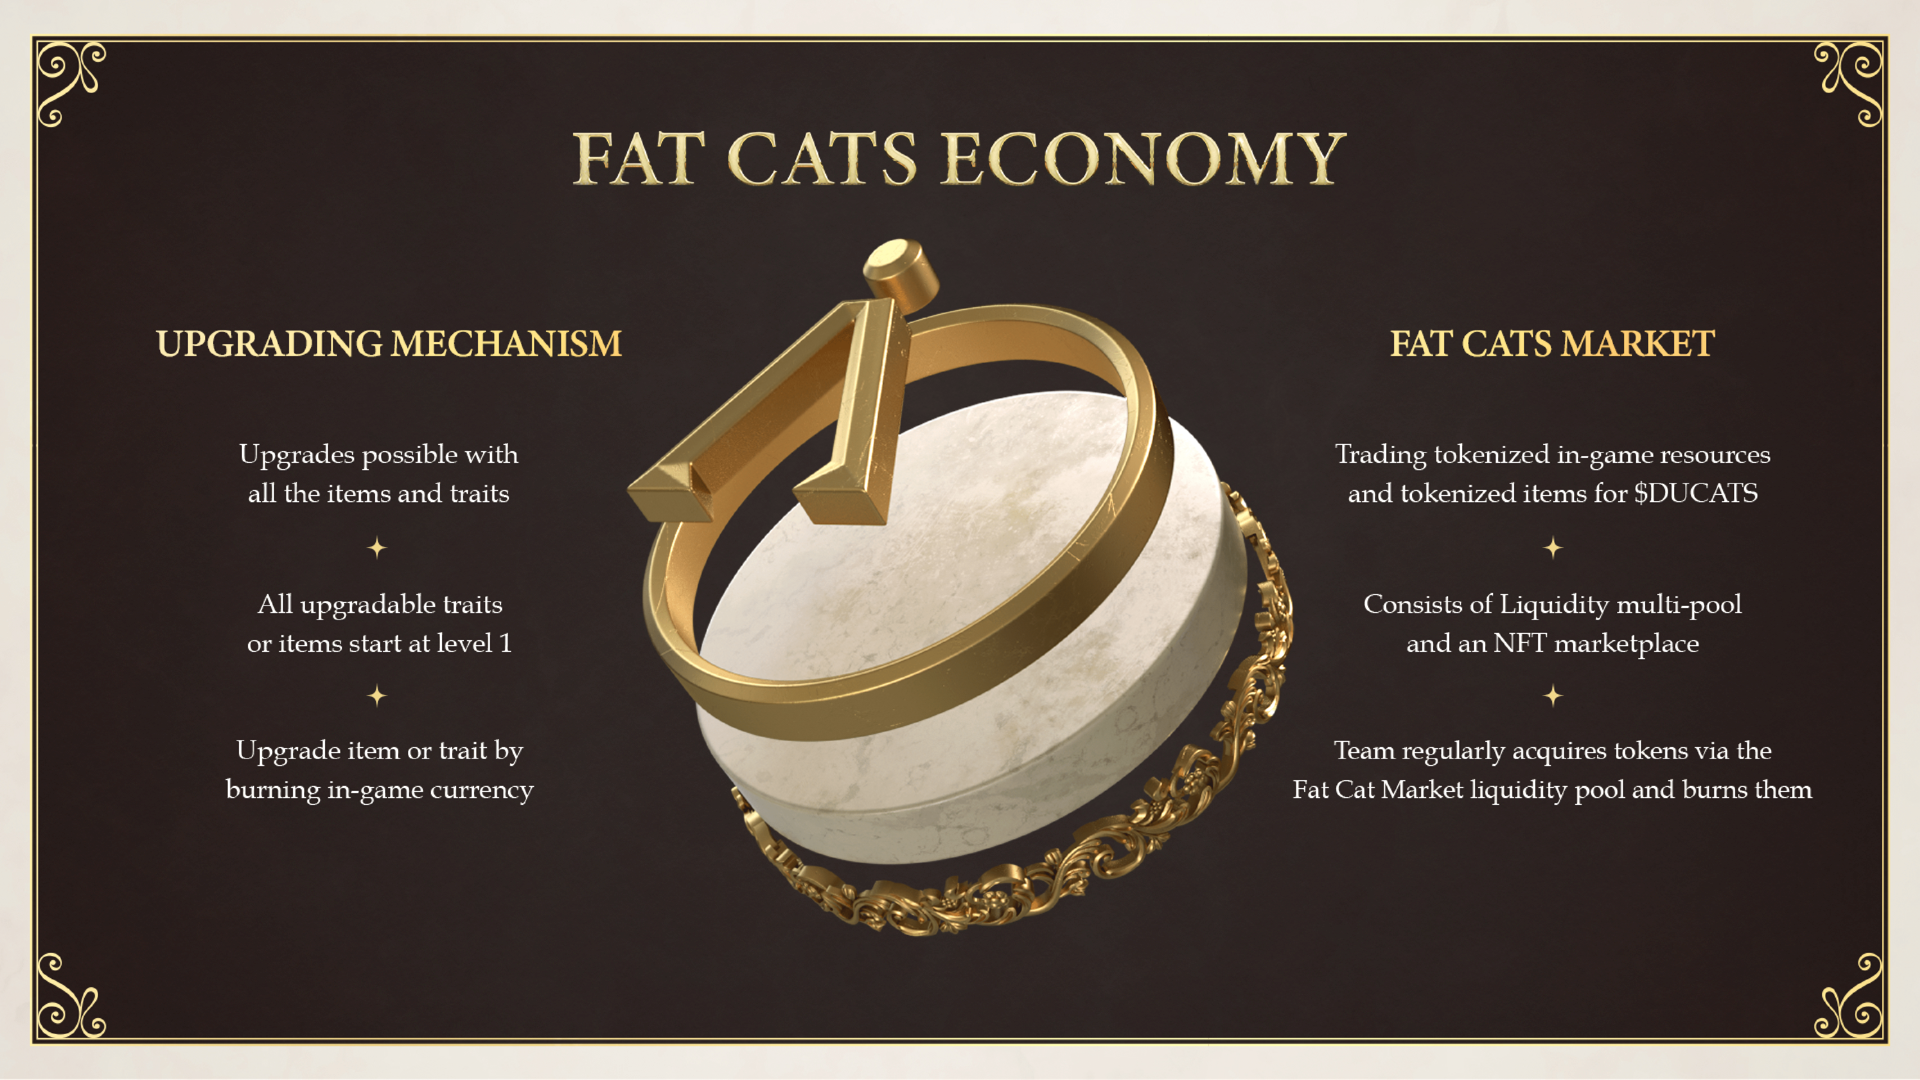 FAT CATS ECONOMY
UPGRADING MECHANISM
Upgrades possible with
all the items and traits
All upgradable traits
or items start at level 1
Upgrade item or trait by
burning in-game currency
FAT CATS MARKET
Trading tokenized in-game resources
and tokenized items for $DUCATS
Consists of Liquidity multi-pool
and an NFT marketplace
Team regularly acquires tokens via the
Fat Cat Market liquidity pool and burns them